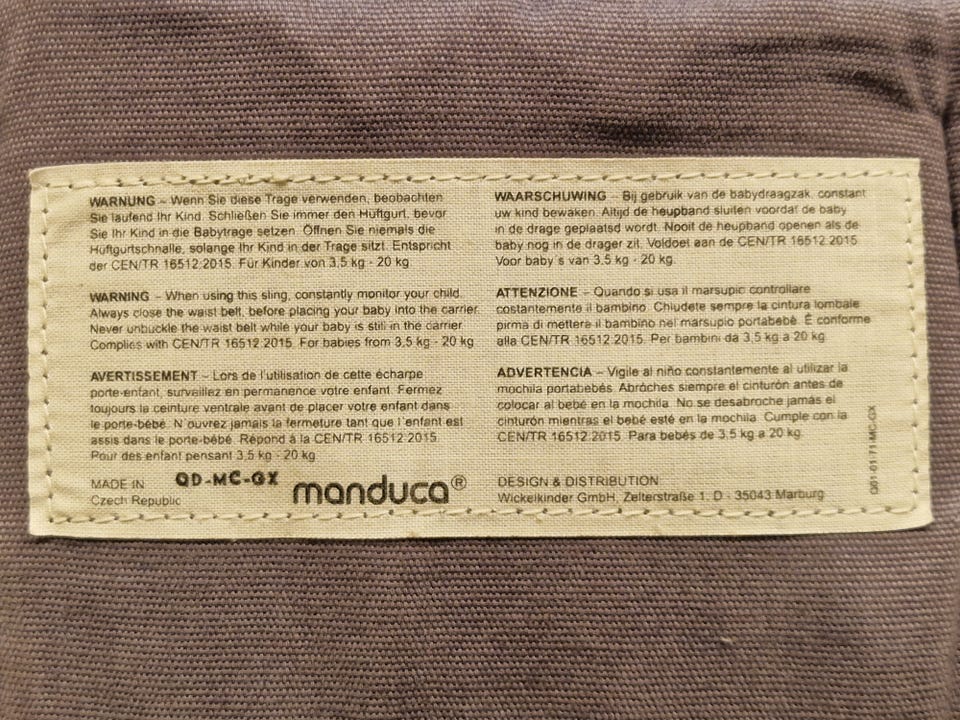 WARNUNG – Wenn Sie diese Trage verwenden, beobachten
Sie laufend Ihr Kind. Schließen Sie immer den Hüftgurt, bevor
Sie Ihr Kind in die Babytrage setzen. Öffnen Sie niemals die
Hüftgurtschnalle, solange Ihr Kind in der Trage sitzt. Entspricht
der CEN/TR 16512:2015. Für Kinder von 3,5 kg - 20 kg.
WARNING – When using this sling, constantly monitor your child.
Always close the waist belt, before placing your baby into the carrier.
Never unbuckle the waist belt while your baby is still in the carrier.
Complies with CEN/TR 16512:2015. For babies from 3,5 kg - 20 kg
AVERTISSEMENT – Lors de l'utilisation de cette écharpe
porte-enfant, surveillez en permanence votre enfant. Fermez
toujours la ceinture ventrale avant de placer votre enfant dans
le porte-bébé. N'ouvrez jamais la fermeture tant que l'enfant est
assis dans le porte-bébé. Répond à la CEN/TR 16512:2015.
Pour des enfant pensant 3,5 kg - 20 kg.
MADE IN
Czech Republic
QD-MC-GX
manduca®
WAARSCHUWING – Bij gebruik van de babydraagzak, constant
uw kind bewaken. Altijd de heupband sluiten voordat de baby
in de drage geplaatsd wordt. Nooit de heupband openen als de
baby nog in de drager zit. Voldoet aan de CEN/TR 16512:2015
Voor baby's van 3,5 kg - 20 kg.
ATTENZIONE – Quando si usa il marsupic controllare
costantemente il bambino. Chiudete sempre la cintura lombale
pirma di mettera il bambino nel marsupio portabebè. È conforme
alla CEN/TR 16512:2015. Per bambini da 3,5 kg a 20 kg.
ADVERTENCIA – Vigile al niño constantemente al utilizar la
mochila portabebés. Abróches siempre el cinturón antes de
colocar al bebé en la mochila. No se desabroche jamás el
cinturón mientras el bebé esté en la mochila. Cumple con la
CEN/TR 16512:2015. Para bebés de 3,5 kg a 20 kg.
DESIGN & DISTRIBUTION:
Wickelkinder GmbH, Zelterstraße 1, D - 35043 Marburg
Q01-01-71-MC-GX